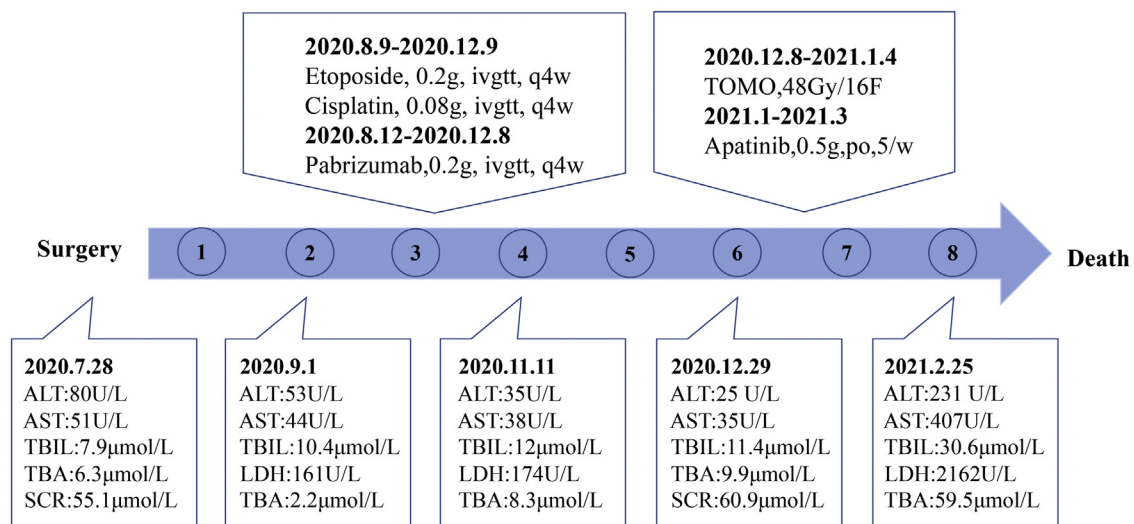 2020.8.9-2020.12.9
Etoposide, 0.2g, ivgtt, q4w
Cisplatin, 0.08g, ivgtt, q4w
2020.8.12-2020.12.8
Pabrizumab,0.2g, ivgtt, q4w
2020.12.8-2021.1.4
TOMO,48Gy/16F
2021.1-2021.3
Apatinib,0.5g,po,5/w
Surgery
1
2
3
4
5
6
7
8
Death
2020.7.28
ALT:80U/L
AST:51U/L
TBIL:7.9μmol/L
TBA:6.3μmol/L
SCR:55.1μmol/L
2020.9.1
ALT:53U/L
AST:44U/L
TBIL:10.4μmol/L
LDH:161U/L
TBA:2.2μmol/L
2020.11.11
ALT:35U/L
AST:38U/L
TBIL:12μmol/L
LDH:174U/L
TBA:8.3μmol/L
2020.12.29
ALT:25 U/L
AST:35U/L
TBIL:11.4μmol/L
TBA:9.9μmol/L
SCR:60.9μmol/L
2021.2.25
ALT:231 U/L
AST:407U/L
TBIL:30.6μmol/L
LDH:2162U/L
TBA:59.5μmol/L